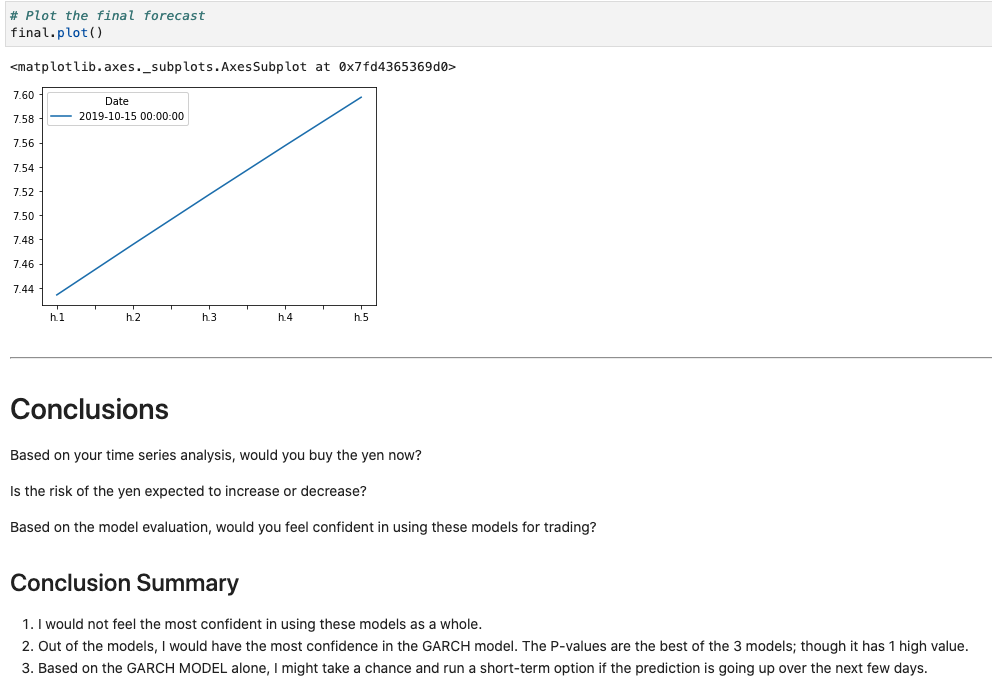 # Plot the final forecast
final.plot()
<matplotlib.axes._subplots.AxesSubplot at 0x7fd4365369d0>
7.60
Date
2019-10-15 00:00:00
7.58
7.56
7.54
7.52
7.50
7.48
7.46
7.44
h.1 h.2 h.3 h.4 h.5
Conclusions
Based on your time series analysis, would you buy the yen now?
Is the risk of the yen expected to increase or decrease?
Based on the model evaluation, would you feel confident in using these models for trading?
Conclusion Summary
1. I would not feel the most confident in using these models as a whole.
2. Out of the models, I would have the most confidence in the GARCH model. The P-values are the best of the 3 models; though it has 1 high value.
3. Based on the GARCH MODEL alone, I might take a chance and run a short-term option if the prediction is going up over the next few days.